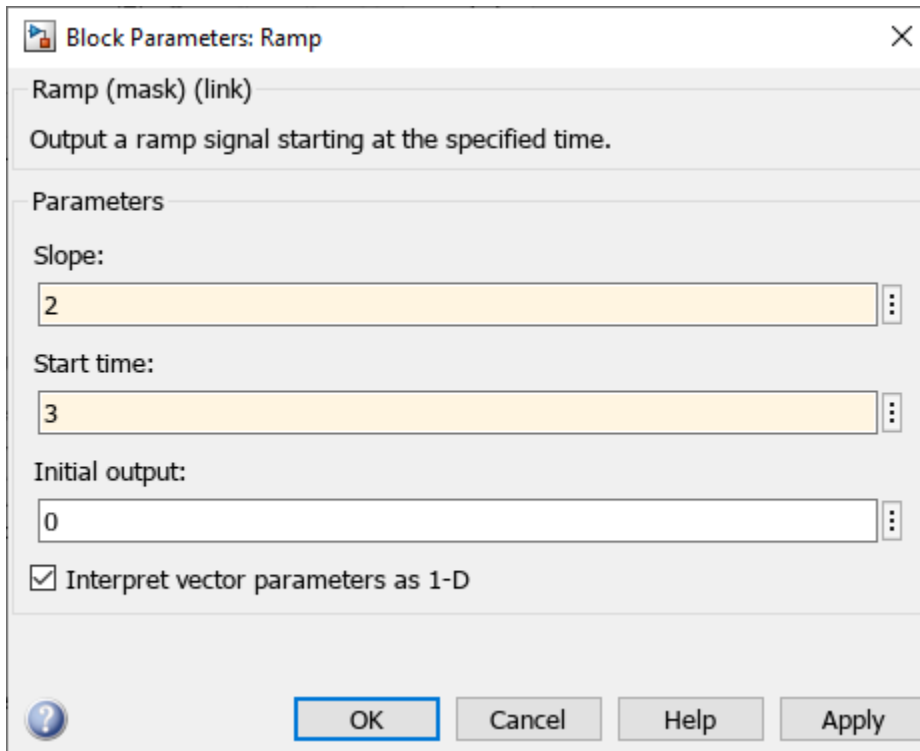 Block Parameters: Ramp
Ramp (mask) (link)
Output a ramp signal starting at the specified time.
Parameters
Slope:
2
Start time:
3
Initial output:
0
Interpret vector parameters as 1-D
OK Cancel Help Apply